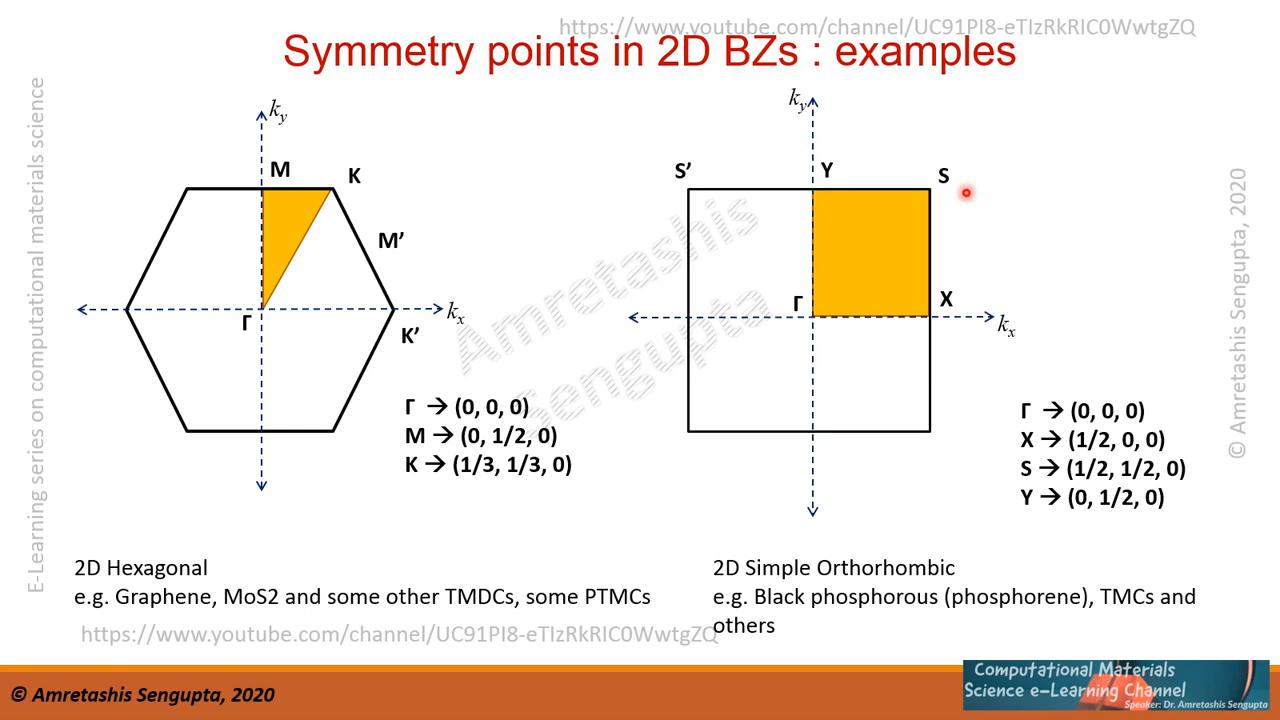 https://www.youtube.com/channel/UC91PI8-eTIzRkRIC0WwtgZQ
Symmetry points in 2D BZs : examples
E-Learning series on computational materials science
k_y
M
K
M’
Γ
k_x
K’
Γ → (0, 0, 0)
M → (0, 1/2, 0)
K → (1/3, 1/3, 0)
2D Hexagonal
e.g. Graphene, MoS2 and some other TMDCs, some PTMCs
Amretashis
Sengupta
k_y
S’
Y
S
Γ
X
k_x
Γ → (0, 0, 0)
X → (1/2, 0, 0)
S → (1/2, 1/2, 0)
Y → (0, 1/2, 0)
2D Simple Orthorhombic
e.g. Black phosphorous (phosphorene), TMCs and
others
© Amretashis Sengupta, 2020
https://www.youtube.com/channel/UC91PI8-eTIzRkRIC0WwtgZQ
© Amretashis Sengupta, 2020
Computational Materials
Science e-Learning Channel
Speaker: Dr. Amretashis Sengupta